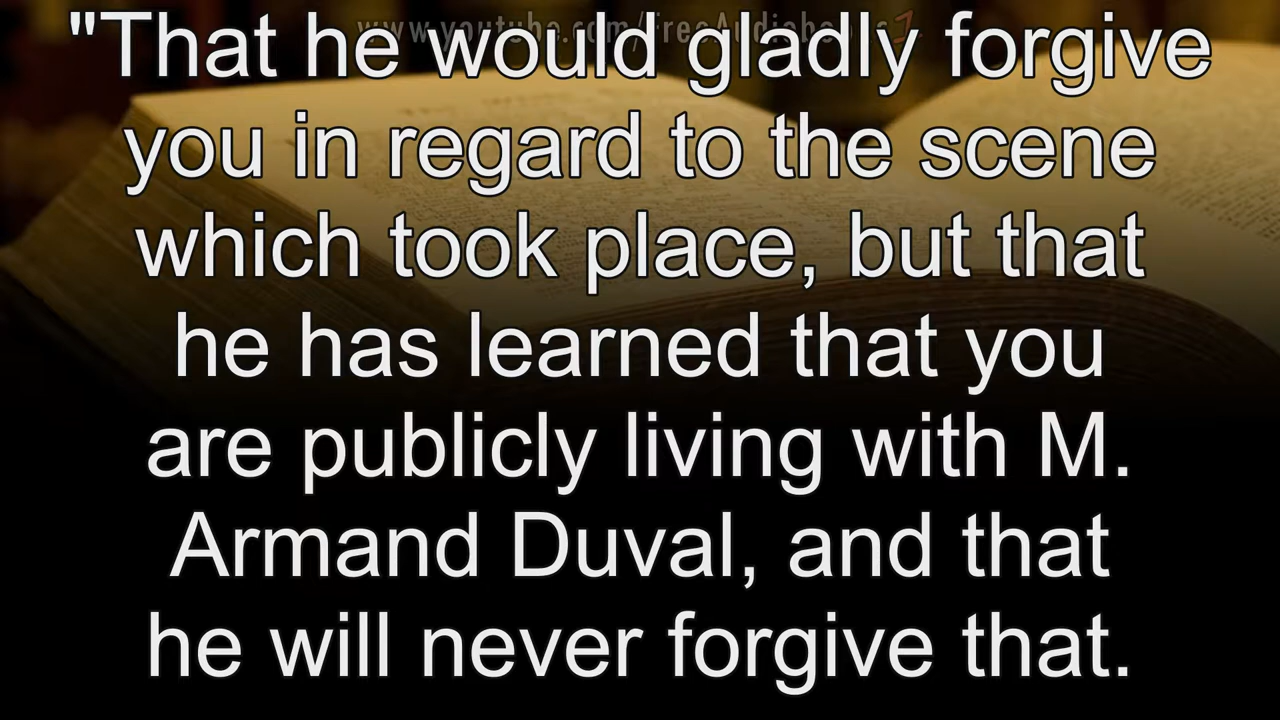 "That he would gladly forgive
you in regard to the scene
which took place, but that
he has learned that you
are publicly living with M.
Armand Duval, and that
he will never forgive that.